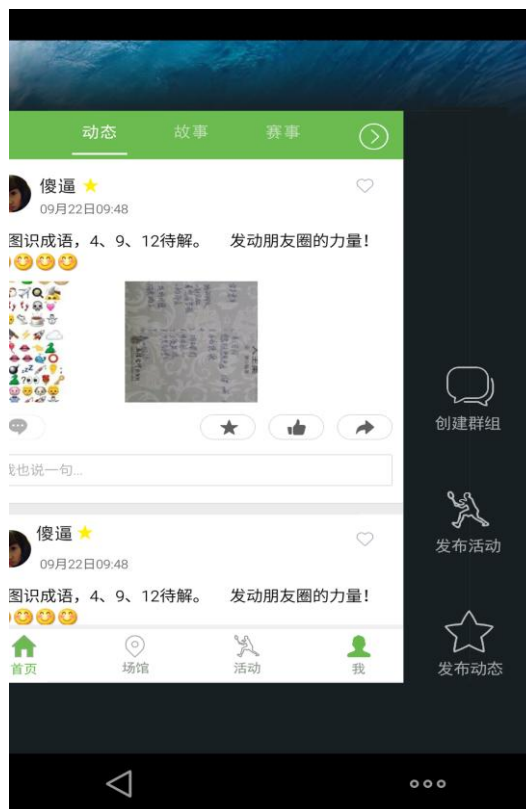 动态 故事 赛事
傻逼
09月22日09:48
图识成语，4、9、12待解。 发动朋友圈的力量！
我也说一句...
傻逼
09月22日09:48
图识成语，4、9、12待解。 发动朋友圈的力量！
首页 场馆 活动 我
创建群组
发布活动
发布动态